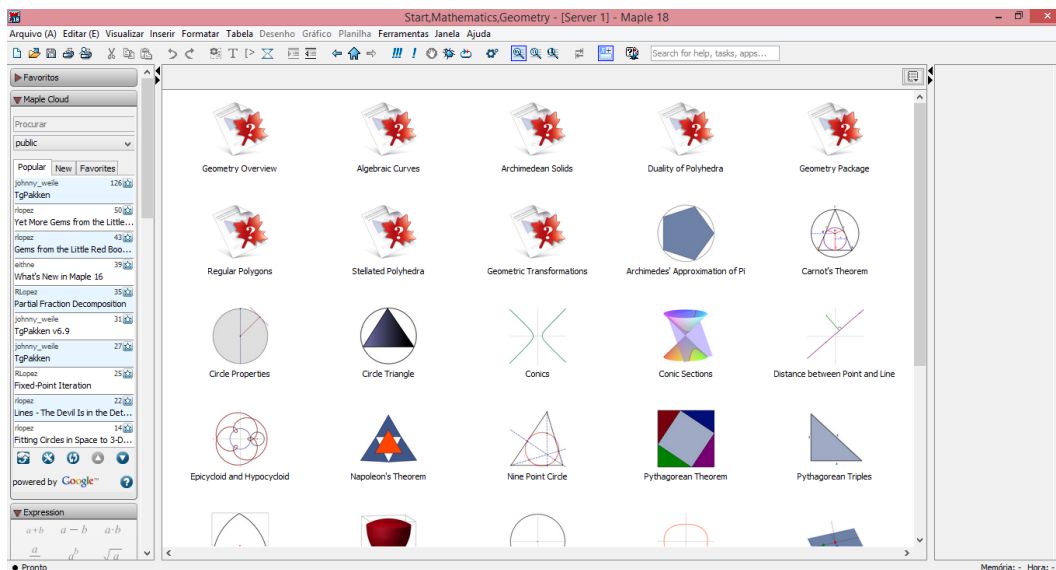 Start,Mathematics,Geometry - [Server 1] - Maple 18
Arquivo (A) Editar (E) Visualizar Inserir Formatar Tabela Desenho Gráfico Planilha Ferramentas Janela Ajuda
Search for help, tasks, apps...
Favoritos
Maple Cloud
Procurar
public
Popular New Favorites
johnny_weile 126
TgPakken
rlopez 50
Yet More Gems from the Little...
rlopez 43
Gems from the Little Red Boo...
eithne 39
What's New in Maple 16
RLopez 35
Partial Fraction Decomposition
johnny_weile 31
TgPakken v6.9
johnny_weile 27
TgPakken
RLopez 25
Fixed-Point Iteration
rlopez 22
Lines - The Devil Is in the Det...
rlopez 14
Fitting Circles in Space to 3-D...
powered by Google™
Expression
a+b a − b a·b
a a^b √a
Geometry Overview Algebraic Curves Archimedean Solids Duality of Polyhedra Geometry Package
Regular Polygons Stellated Polyhedra Geometric Transformations Archimedes' Approximation of Pi Carnot's Theorem
Circle Properties Circle Triangle Conics Conic Sections Distance between Point and Line
Epicycloid and Hypocycloid Napoleon's Theorem Nine Point Circle Pythagorean Theorem Pythagorean Triples
Pronto Memória: - Hora: -